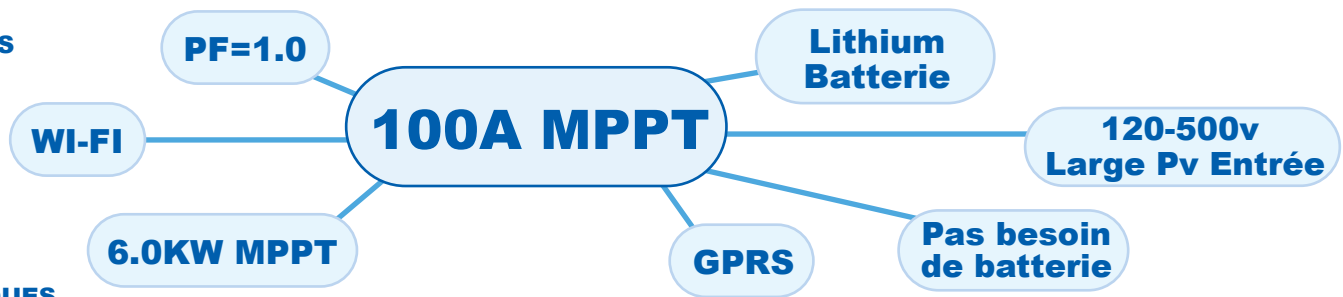 PF=1.0
Lithium
Batterie
100A MPPT
WI-FI
120-500v
Large Pv Entrée
6.0KW MPPT
GPRS
Pas besoin
de batterie